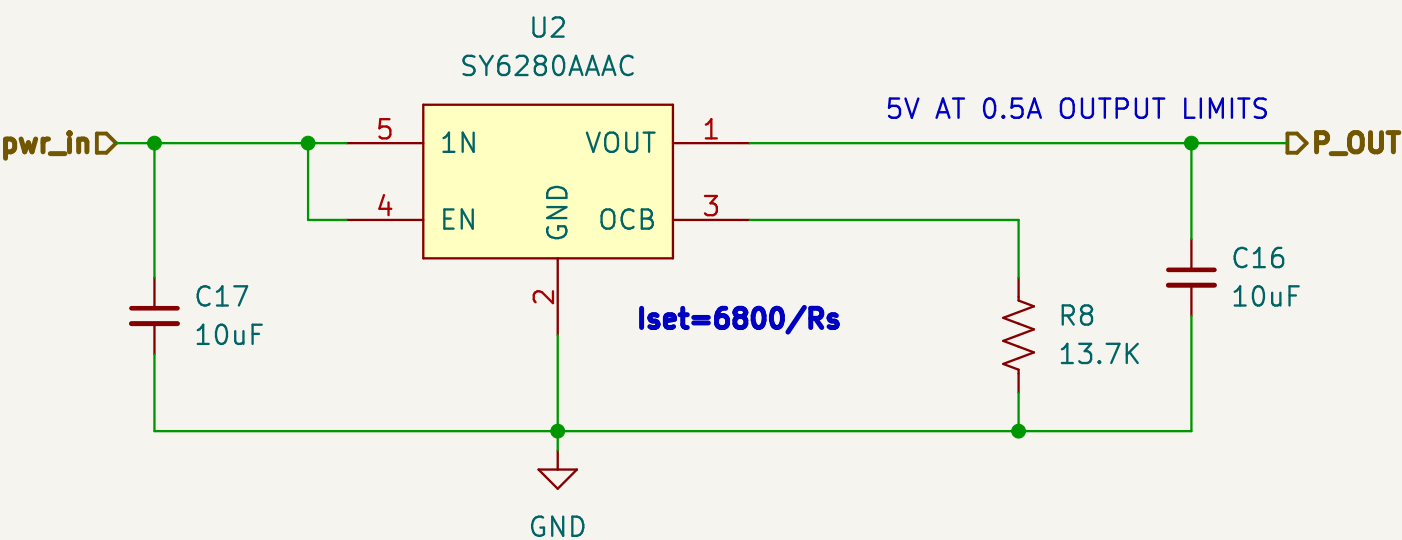 U2
SY6280AAAC
5V AT 0.5A OUTPUT LIMITS
pwr_in
5
1N
VOUT
1
P_OUT
4
EN
GND
OCB
3
2
C17
10uF
Iset=6800/Rs
R8
13.7K
C16
10uF
GND